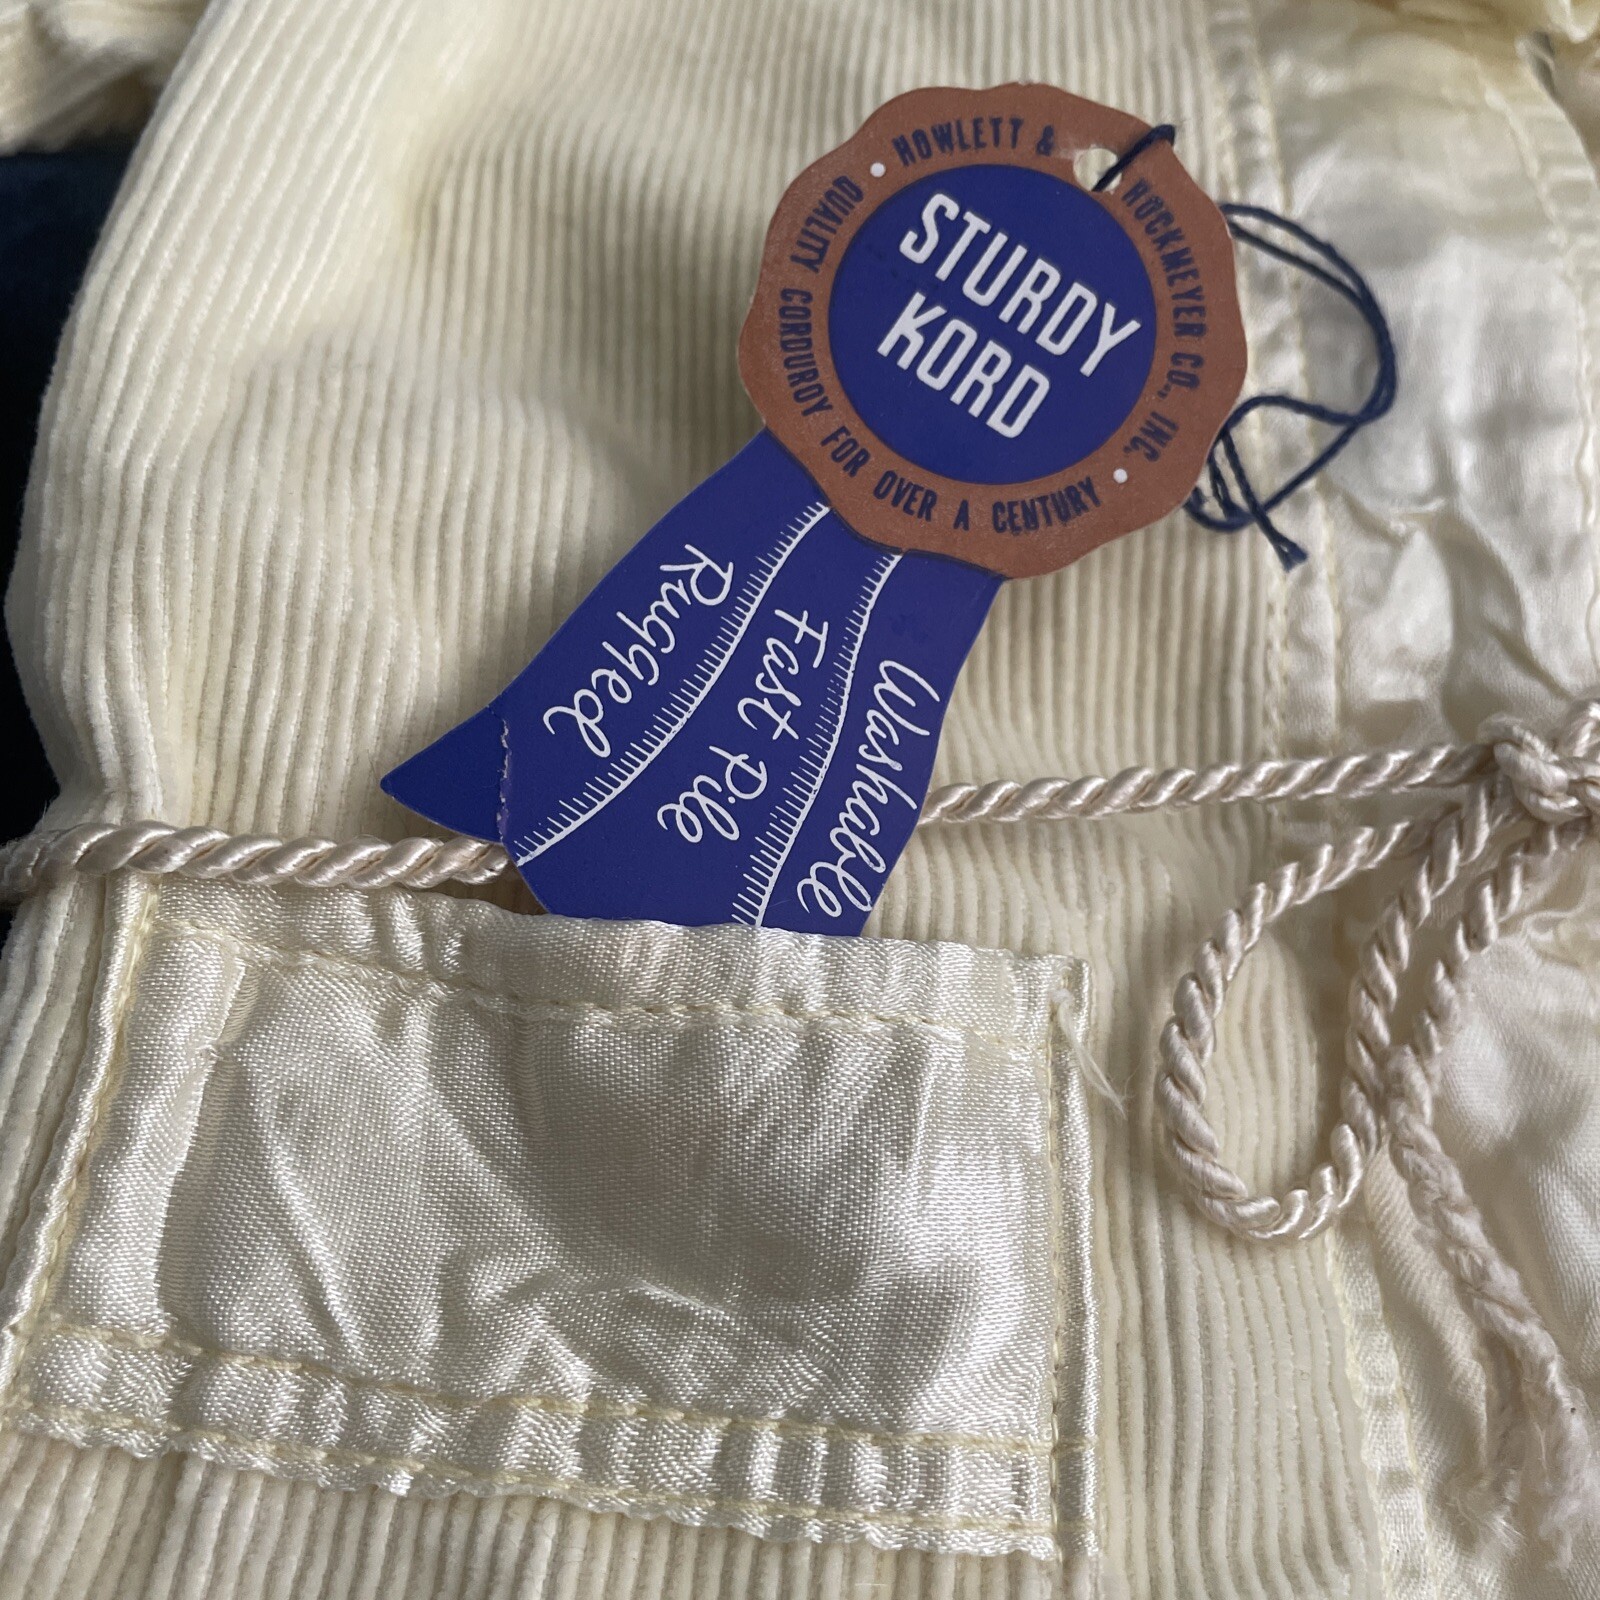 HOWLETT & HOCKMEYER CO., INC.
STURDY
KORD
QUALITY CORDUROY FOR OVER A CENTURY
Rugged
Fast Pile
Washable